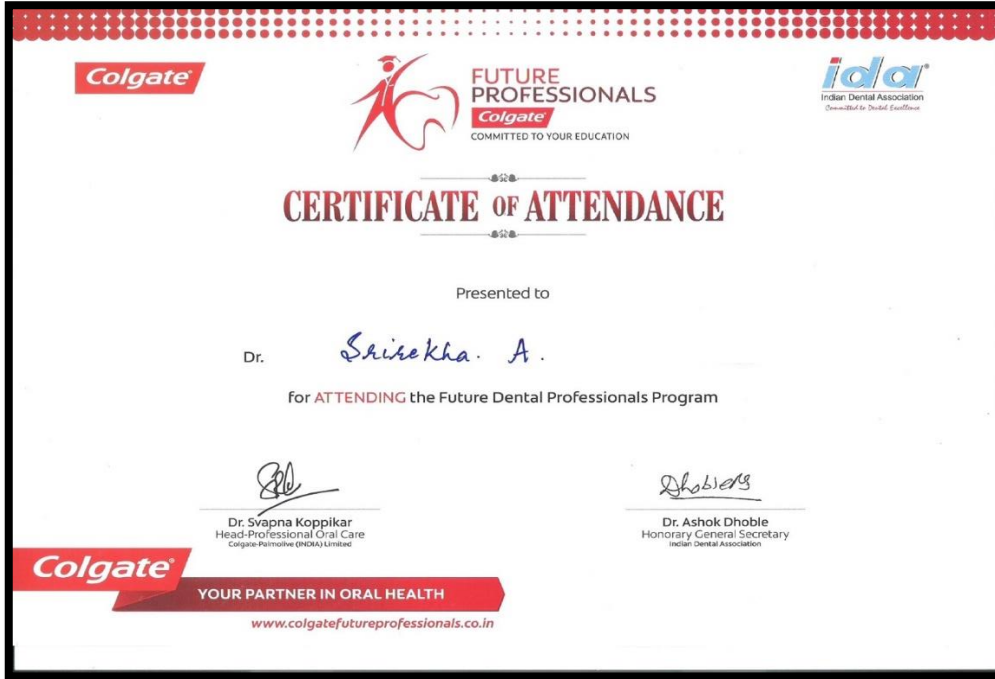 Colgate®
FUTURE
PROFESSIONALS
Colgate®
COMMITTED TO YOUR EDUCATION
ida®
Indian Dental Association
Committed to Dental Excellence
CERTIFICATE OF ATTENDANCE
Presented to
Dr. Srirekha. A.
for ATTENDING the Future Dental Professionals Program
Dr. Svapna Koppikar
Head-Professional Oral Care
Colgate-Palmolive (INDIA) Limited
Dr. Ashok Dhoble
Honorary General Secretary
Indian Dental Association
Colgate®
YOUR PARTNER IN ORAL HEALTH
www.colgatefutureprofessionals.co.in